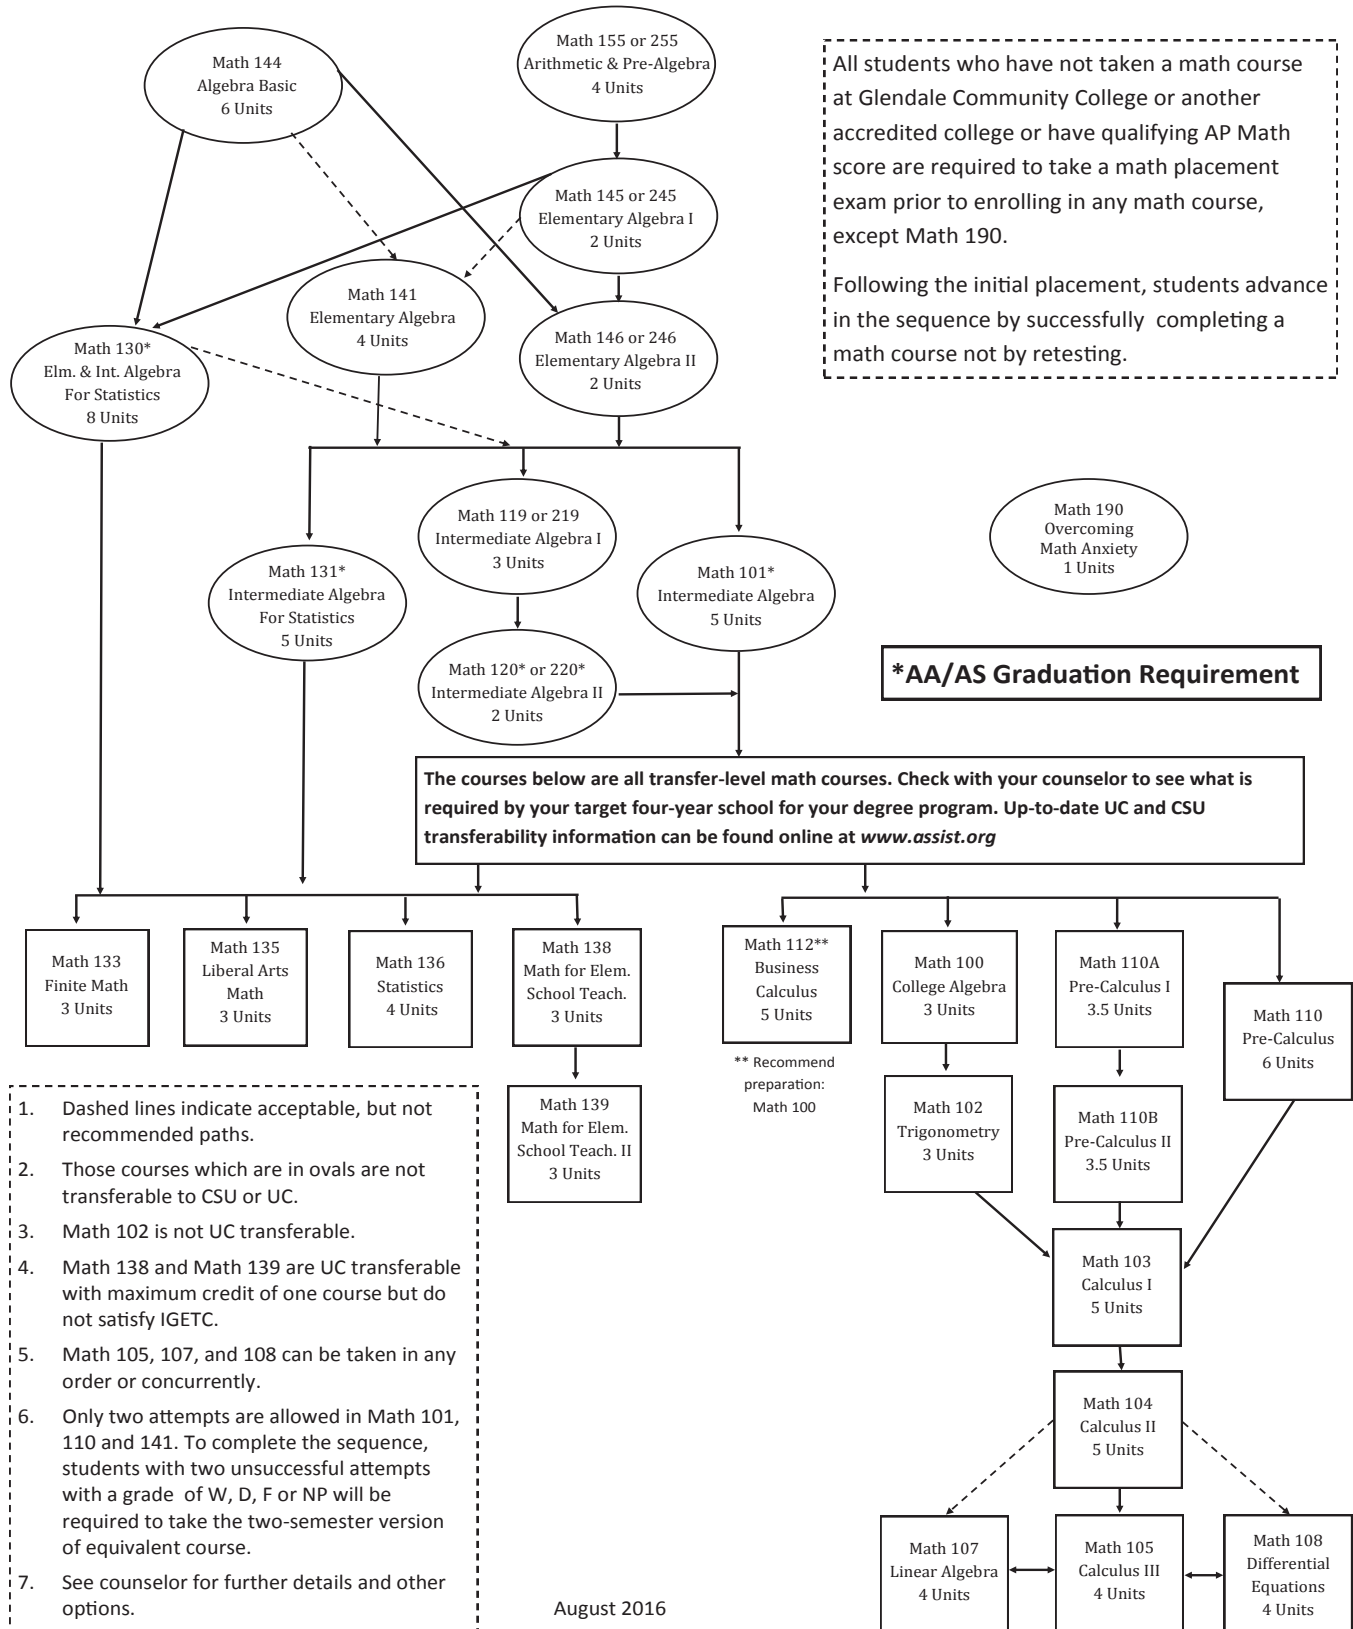 Math 144
Algebra Basic
6 Units
Math 155 or 255
Arithmetic & Pre-Algebra
4 Units
All students who have not taken a math course
at Glendale Community College or another
accredited college or have qualifying AP Math
score are required to take a math placement
exam prior to enrolling in any math course,
except Math 190.
Following the initial placement, students advance
in the sequence by successfully completing a
math course not by retesting.
Math 145 or 245
Elementary Algebra I
2 Units
Math 141
Elementary Algebra
4 Units
Math 146 or 246
Elementary Algebra II
2 Units
Math 130*
Elm. & Int. Algebra
For Statistics
8 Units
Math 119 or 219
Intermediate Algebra I
3 Units
Math 190
Overcoming
Math Anxiety
1 Units
Math 131*
Intermediate Algebra
For Statistics
5 Units
Math 101*
Intermediate Algebra
5 Units
Math 120* or 220*
Intermediate Algebra II
2 Units
*AA/AS Graduation Requirement
The courses below are all transfer-level math courses. Check with your counselor to see what is
required by your target four-year school for your degree program. Up-to-date UC and CSU
transferability information can be found online at www.assist.org
Math 133
Finite Math
3 Units
Math 135
Liberal Arts
Math
3 Units
Math 136
Statistics
4 Units
Math 138
Math for Elem.
School Teach.
3 Units
Math 112**
Business
Calculus
5 Units
Math 100
College Algebra
3 Units
Math 110A
Pre-Calculus I
3.5 Units
Math 110
Pre-Calculus
6 Units
** Recommend
preparation:
Math 100
Math 139
Math for Elem.
School Teach. II
3 Units
Math 102
Trigonometry
3 Units
Math 110B
Pre-Calculus II
3.5 Units
1. Dashed lines indicate acceptable, but not
recommended paths.
2. Those courses which are in ovals are not
transferable to CSU or UC.
3. Math 102 is not UC transferable.
4. Math 138 and Math 139 are UC transferable
with maximum credit of one course but do
not satisfy IGETC.
5. Math 105, 107, and 108 can be taken in any
order or concurrently.
6. Only two attempts are allowed in Math 101,
110 and 141. To complete the sequence,
students with two unsuccessful attempts
with a grade of W, D, F or NP will be
required to take the two-semester version
of equivalent course.
7. See counselor for further details and other
options.
Math 103
Calculus I
5 Units
Math 104
Calculus II
5 Units
Math 107
Linear Algebra
4 Units
Math 105
Calculus III
4 Units
Math 108
Differential
Equations
4 Units
August 2016